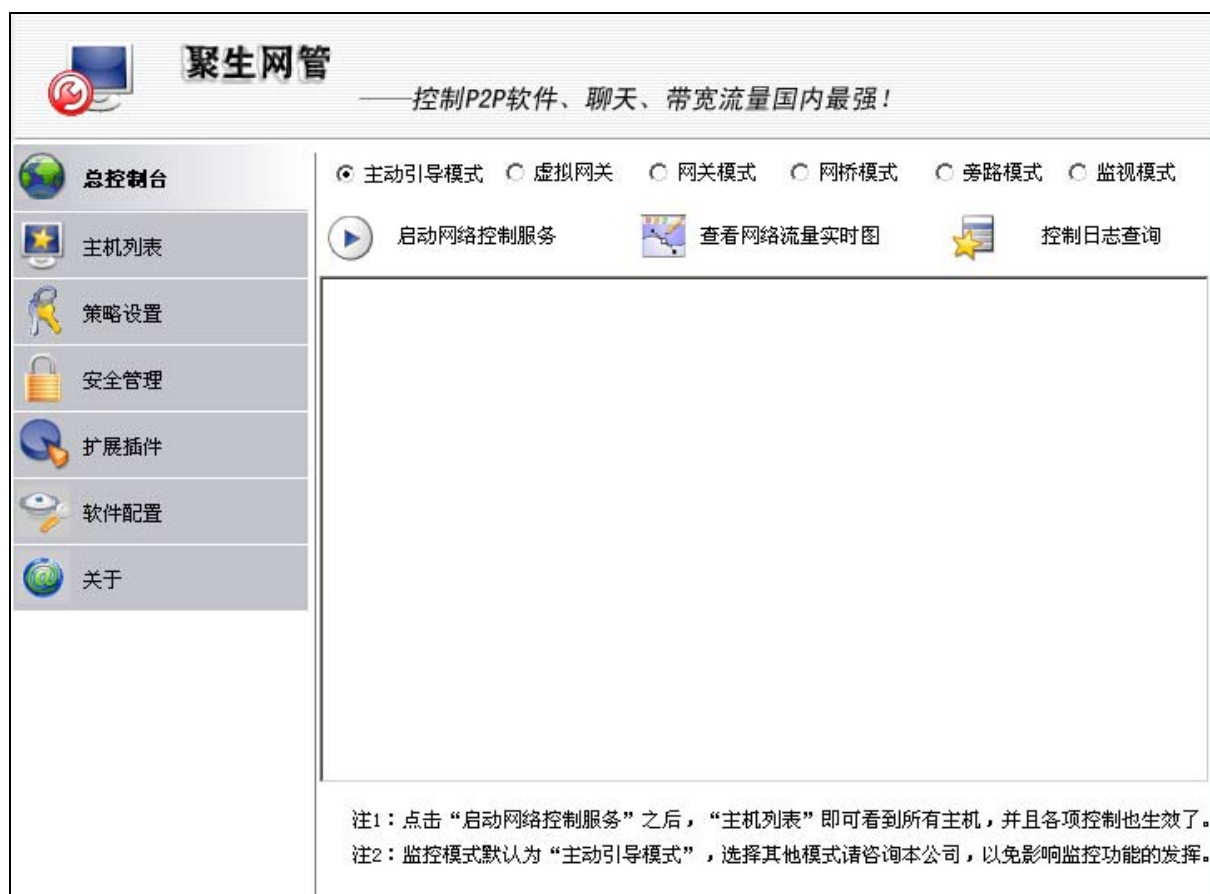 聚生网管
——控制P2P软件、聊天、带宽流量国内最强！
总控制台
主机列表
策略设置
安全管理
扩展插件
软件配置
关于
主动引导模式 虚拟网关 网关模式 网桥模式 旁路模式 监视模式
启动网络控制服务 查看网络流量实时图 控制日志查询
注1：点击“启动网络控制服务”之后，“主机列表”即可看到所有主机，并且各项控制也生效了。
注2：监控模式默认为“主动引导模式”，选择其他模式请咨询本公司，以免影响监控功能的发挥。